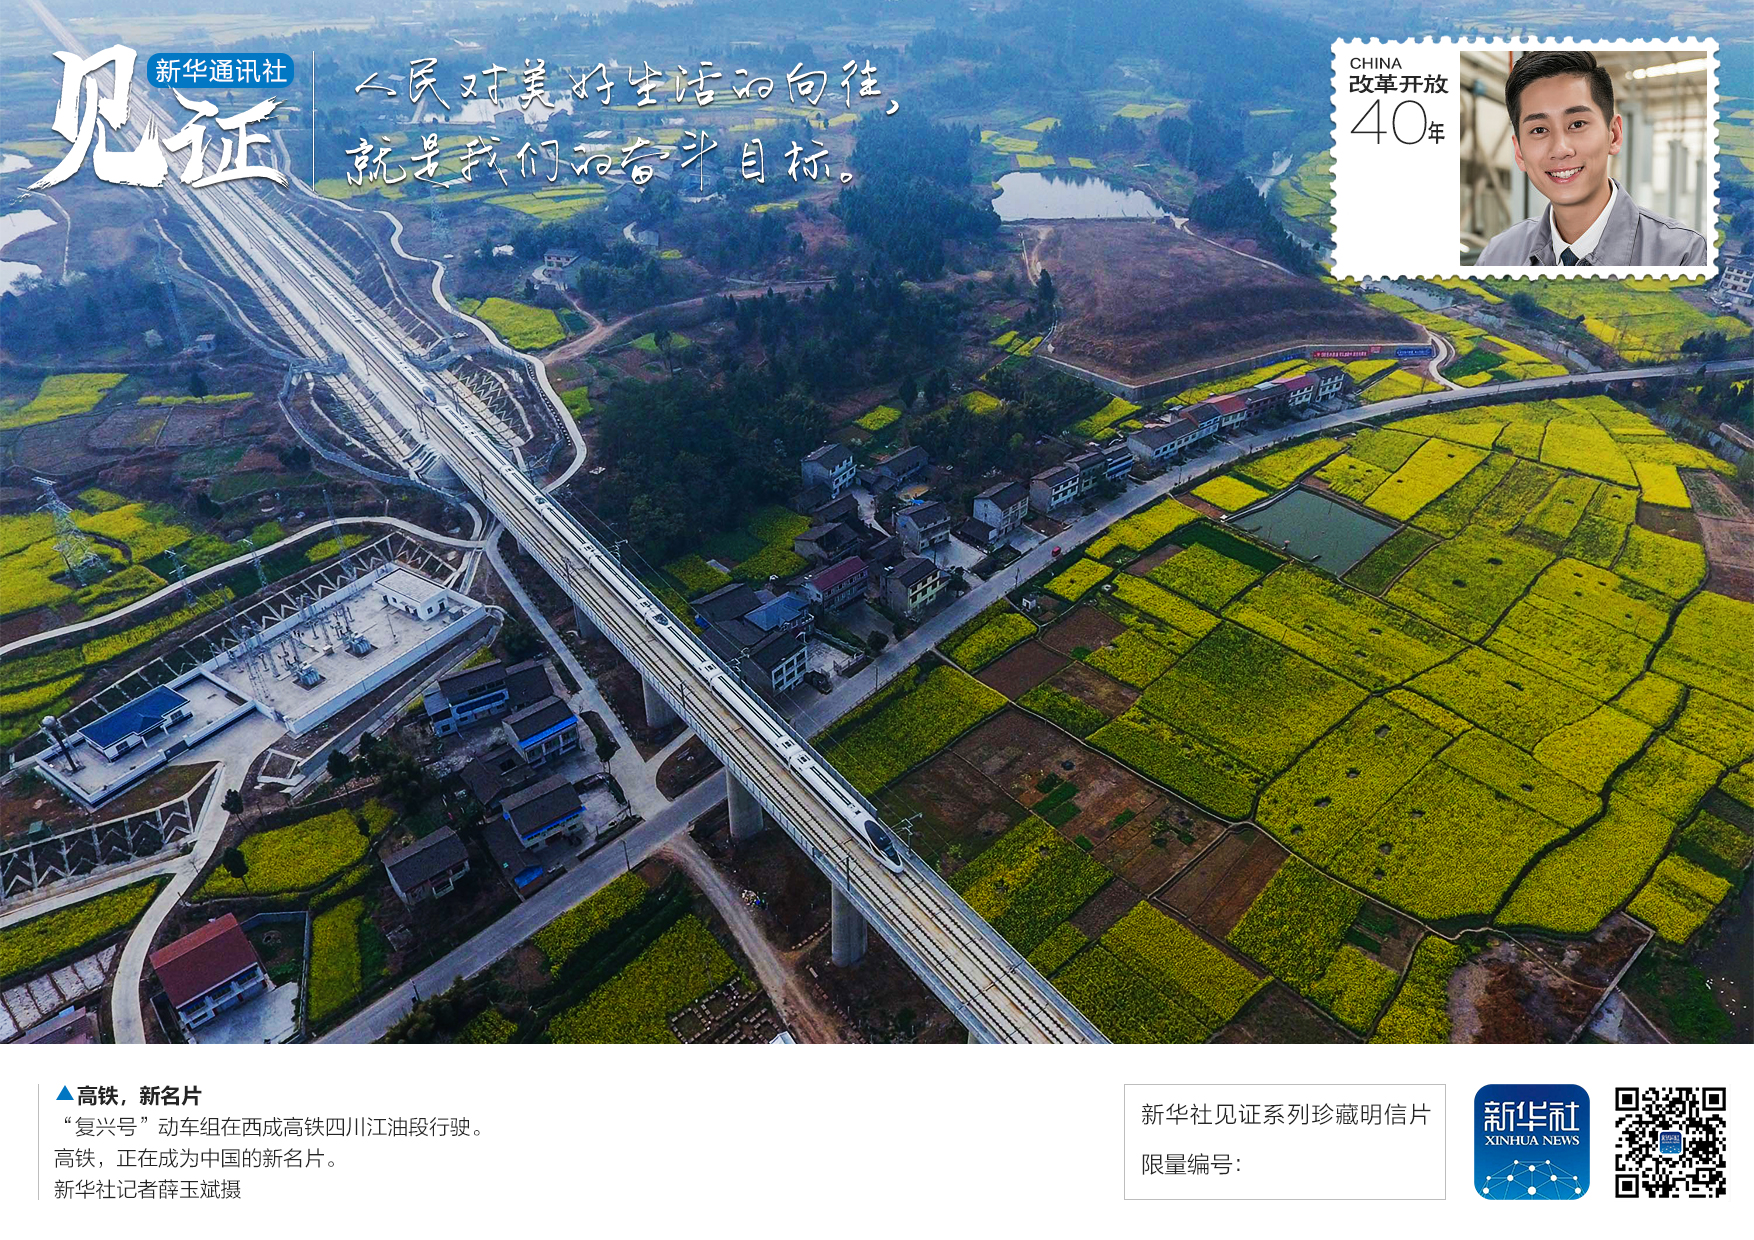 见证
新华通讯社
人民对美好生活的向往，
就是我们的奋斗目标。
CHINA
改革开放
40年
▲高铁，新名片
“复兴号”动车组在西成高铁四川江油段行驶。
高铁，正在成为中国的新名片。
新华社记者薛玉斌摄
新华社见证系列珍藏明信片
限量编号：
新华社
XINHUA NEWS